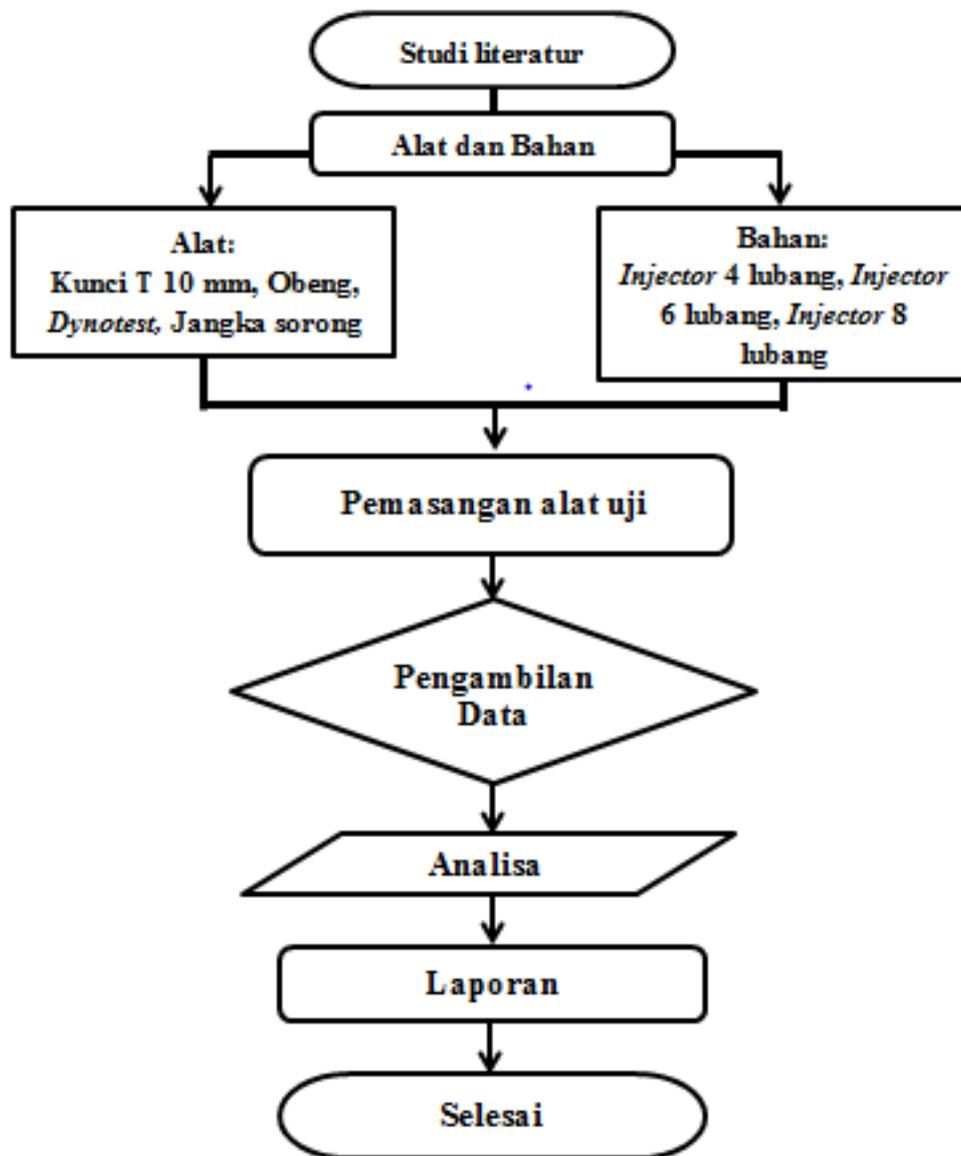 Studi literatur
Alat dan Bahan
Alat:
Kunci T 10 mm, Obeng,
Dynotest, Jangka sorong
Bahan:
Injector 4 lubang, Injector
6 lubang, Injector 8
lubang
Pemasangan alat uji
Pengambilan
Data
Analisa
Laporan
Selesai